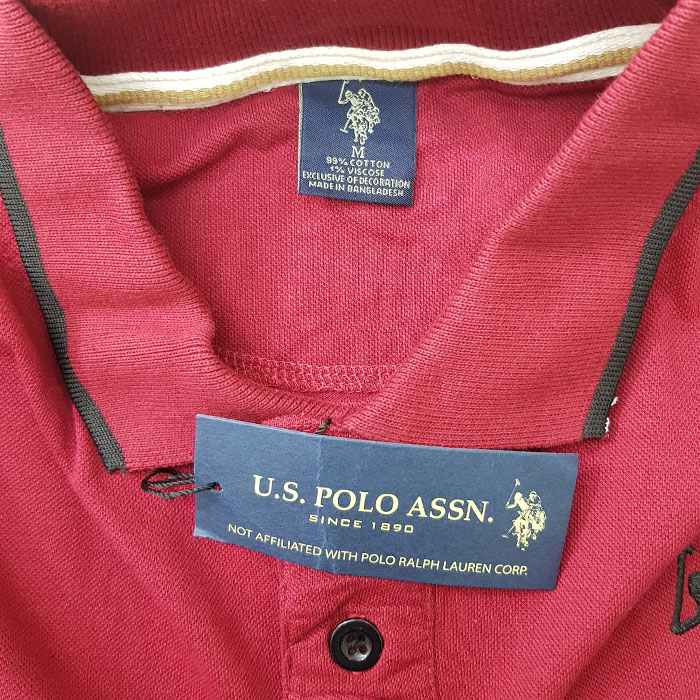 M
99% COTTON
1% VISCOSE
EXCLUSIVE OF DECORATION
MADE IN BANGLADESH
U.S. POLO ASSN.
SINCE 1890
NOT AFFILIATED WITH POLO RALPH LAUREN CORP.